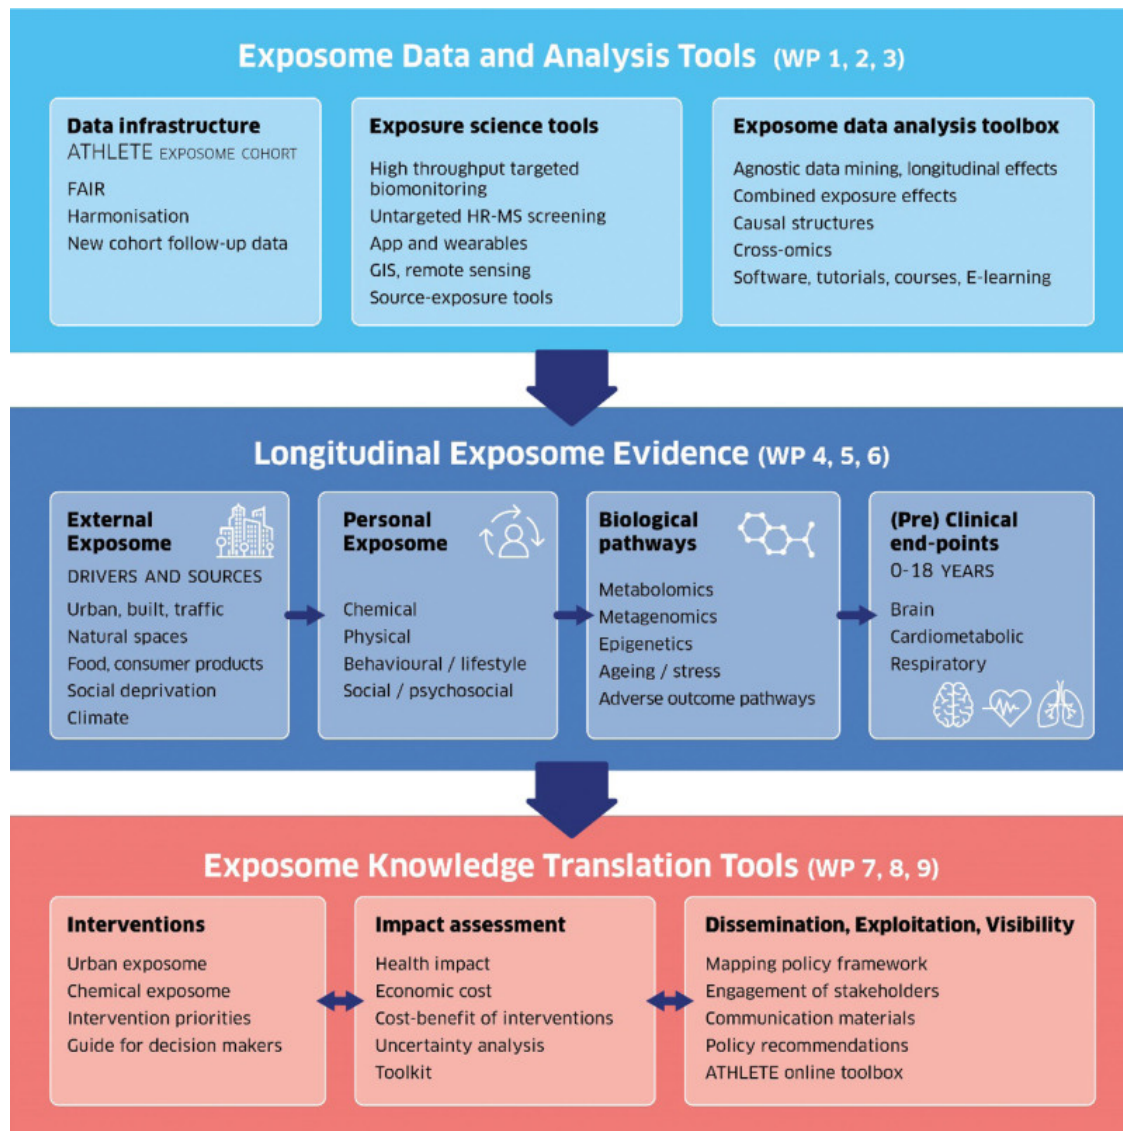 Exposome Data and Analysis Tools (WP 1, 2, 3)
Data infrastructure
ATHLETE EXPOSOME COHORT
FAIR
Harmonisation
New cohort follow-up data
Exposure science tools
High throughput targeted
biomonitoring
Untargeted HR-MS screening
App and wearables
GIS, remote sensing
Source-exposure tools
Exposome data analysis toolbox
Agnostic data mining, longitudinal effects
Combined exposure effects
Causal structures
Cross-omics
Software, tutorials, courses, E-learning
Longitudinal Exposome Evidence (WP 4, 5, 6)
External
Exposome
DRIVERS AND SOURCES
Urban, built, traffic
Natural spaces
Food, consumer products
Social deprivation
Climate
Personal
Exposome
Chemical
Physical
Behavioural / lifestyle
Social / psychosocial
Biological
pathways
Metabolomics
Metagenomics
Epigenetics
Ageing / stress
Adverse outcome pathways
(Pre) Clinical
end-points
0-18 YEARS
Brain
Cardiometabolic
Respiratory
Exposome Knowledge Translation Tools (WP 7, 8, 9)
Interventions
Urban exposome
Chemical exposome
Intervention priorities
Guide for decision makers
Impact assessment
Health impact
Economic cost
Cost-benefit of interventions
Uncertainty analysis
Toolkit
Dissemination, Exploitation, Visibility
Mapping policy framework
Engagement of stakeholders
Communication materials
Policy recommendations
ATHLETE online toolbox